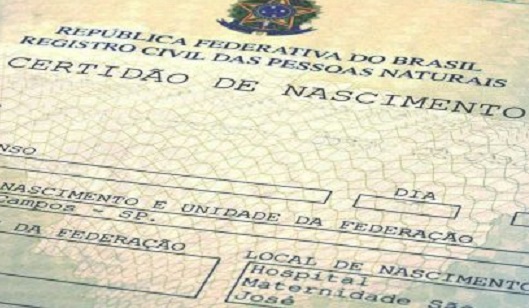 REPÚBLICA FEDERATIVA DO BRASIL
REGISTRO CIVIL DAS PESSOAS NATURAIS
CERTIDÃO DE NASCIMENTO
NSO
DIA
NASCIMENTO E UNIDADE DA FEDERAÇÃO
Campos - SP.
DA FEDERAÇÃO
LOCAL DE NASCIMENTO
Hospital
Maternidade São
José